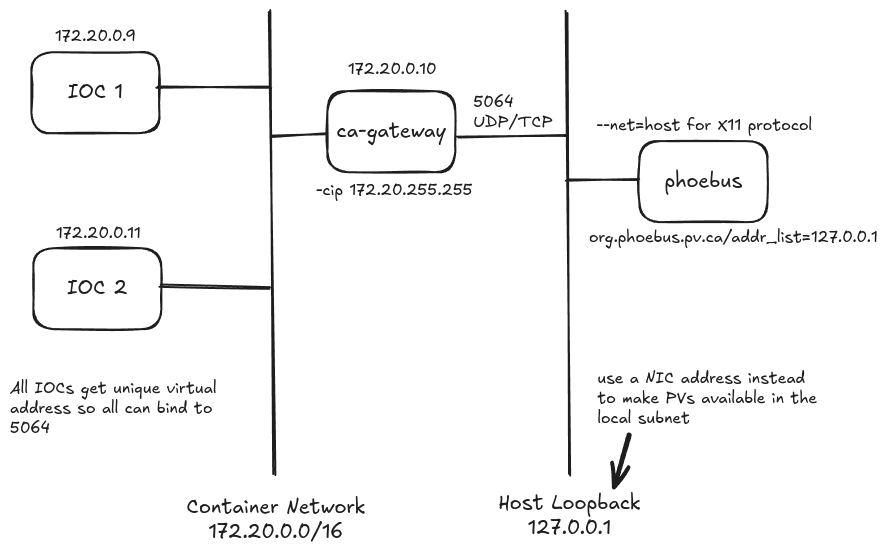 172.20.0.9
IOC 1
172.20.0.11
IOC 2
All IOCs get unique virtual
address so all can bind to
5064
172.20.0.10
ca-gateway
-cip 172.20.255.255
5064
UDP/TCP
--net=host for X11 protocol
phoebus
org.phoebus.pv.ca/addr_list=127.0.0.1
use a NIC address instead
to make PVs available in the
local subnet
Container Network
172.20.0.0/16
Host Loopback
127.0.0.1